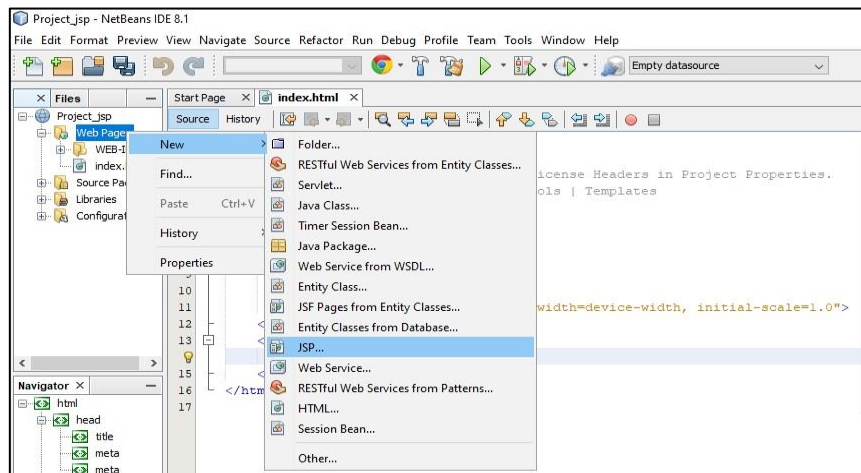 Project_jsp - NetBeans IDE 8.1
File Edit Format Preview View Navigate Source Refactor Run Debug Profile Team Tools Window Help
Empty datasource
Files
Start Page
index.html
Project_jsp
Source History
Web Page
WEB-I
index.
Source Pa
Libraries
Configurat
New
Find...
Paste Ctrl+V
History
Properties
Folder...
RESTful Web Services from Entity Classes...
Servlet...
Java Class...
Timer Session Bean...
Java Package...
Web Service from WSDL...
Entity Class...
JSF Pages from Entity Classes...
Entity Classes from Database...
JSP...
Web Service...
RESTful Web Services from Patterns...
HTML...
Session Bean...
Other...
icense Headers in Project Properties.
ols | Templates
10
11 width=device-width, initial-scale=1.0">
12 <
13 <
15 <
16 </htm
17
Navigator
html
head
title
meta
meta